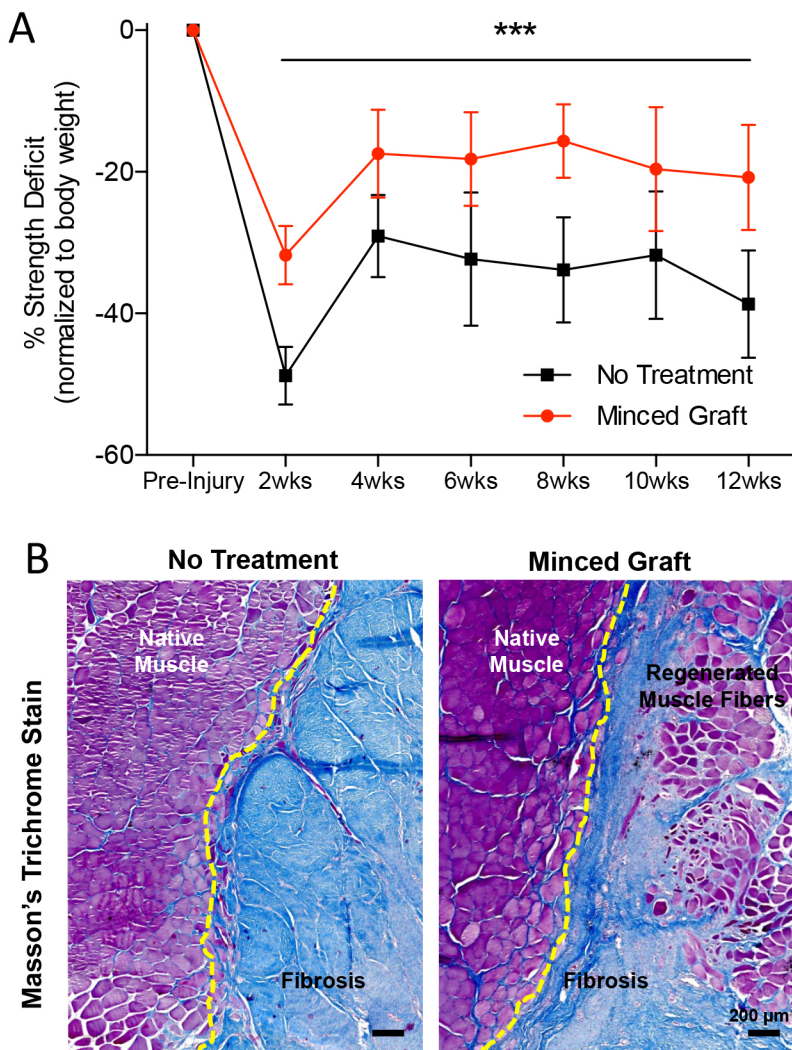 A
***
% Strength Deficit
(normalized to body weight)
0
-20
-40
-60
No Treatment
Minced Graft
Pre-Injury 2wks 4wks 6wks 8wks 10wks 12wks
B
No Treatment Minced Graft
Masson's Trichrome Stain
Native
Muscle
Fibrosis
Native
Muscle
Regenerated
Muscle Fibers
Fibrosis
200 µm